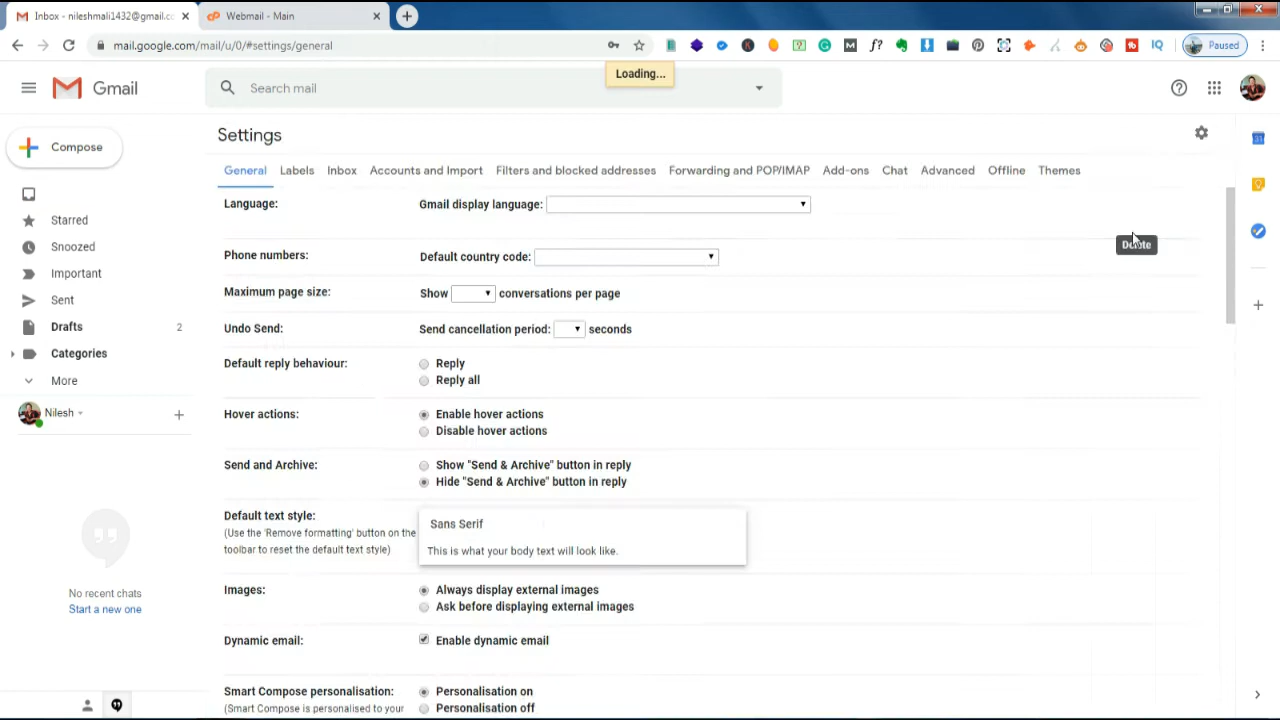 Inbox - nileshmali1432@gmail.cc
Webmail - Main
mail.google.com/mail/u/0/#settings/general
Paused
Loading...
Gmail
Search mail
Compose
Settings
General Labels Inbox Accounts and Import Filters and blocked addresses Forwarding and POP/IMAP Add-ons Chat Advanced Offline Themes
Starred
Snoozed
Important
Sent
Drafts 2
Categories
More
Nilesh
No recent chats
Start a new one
Language: Gmail display language:
Delete
Phone numbers: Default country code:
Maximum page size: Show conversations per page
Undo Send: Send cancellation period: seconds
Default reply behaviour: Reply
Reply all
Hover actions: Enable hover actions
Disable hover actions
Send and Archive: Show "Send & Archive" button in reply
Hide "Send & Archive" button in reply
Default text style:
(Use the 'Remove formatting' button on the
toolbar to reset the default text style)
Sans Serif
This is what your body text will look like.
Images: Always display external images
Ask before displaying external images
Dynamic email: Enable dynamic email
Smart Compose personalisation: Personalisation on
(Smart Compose is personalised to your Personalisation off